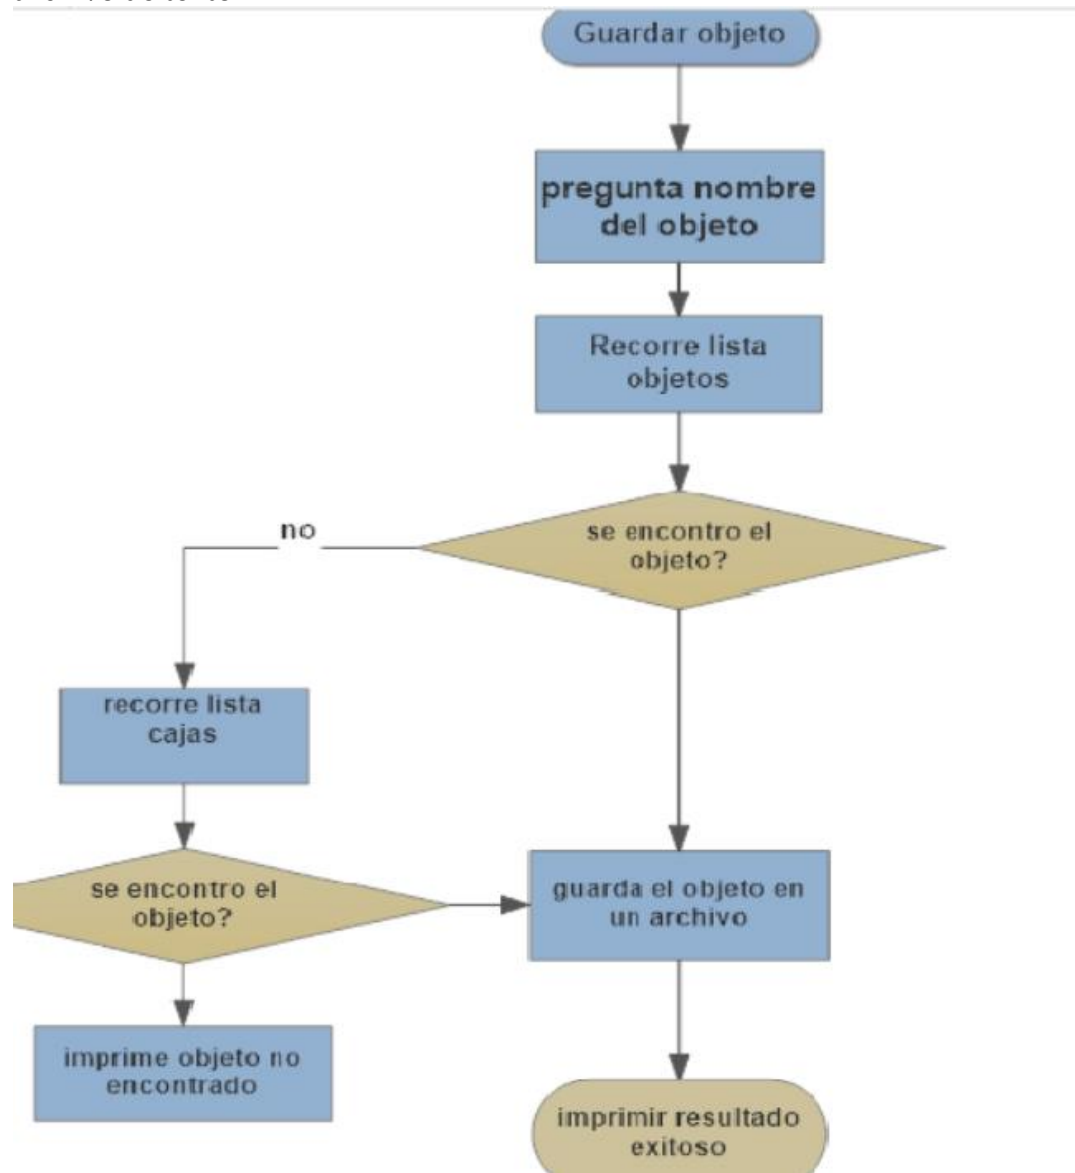 Guardar objeto
pregunta nombre
del objeto
Recorre lista
objetos
se encontro el
objeto?
no
recorre lista
cajas
se encontro el
objeto?
guarda el objeto en
un archivo
imprime objeto no
encontrado
imprimir resultado
exitoso